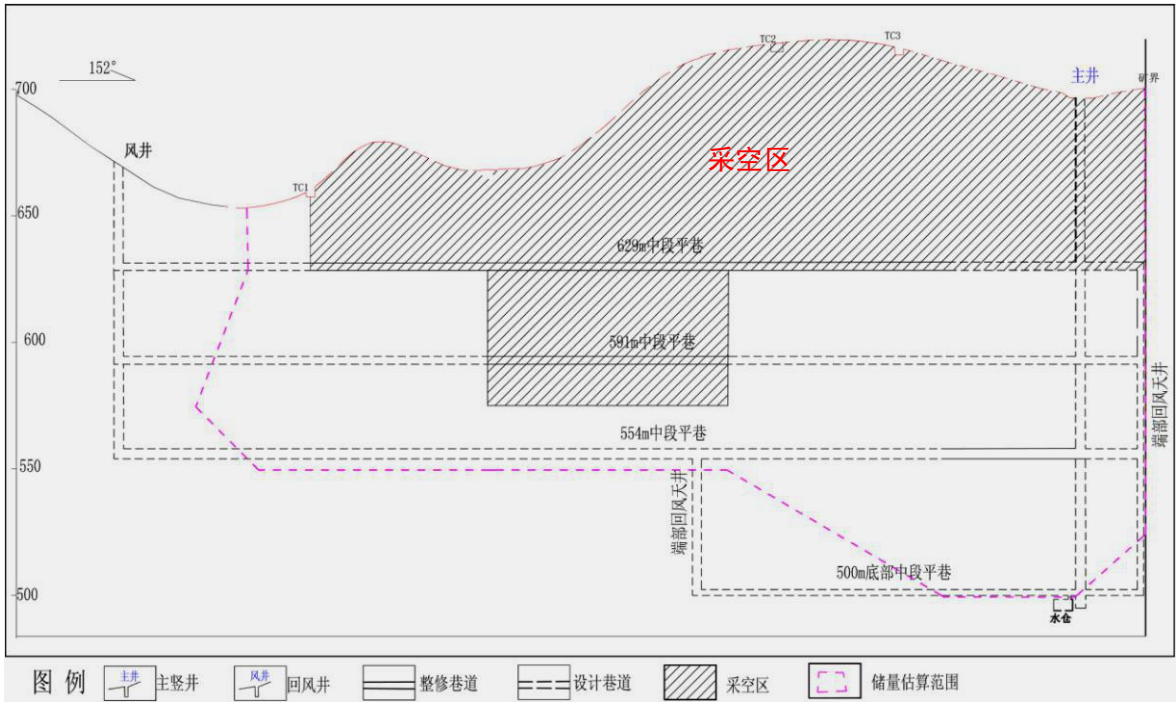 TC2
TC3
152°
主井
矿界
700
风井
采空区
TC1
650
629m中段平巷
600
591m中段平巷
端部回风天井
554m中段平巷
550
端部回风天井
500m底部中段平巷
500
水仓
图 例
主井
主竖井
风井
回风井
整修巷道
设计巷道
采空区
储量估算范围